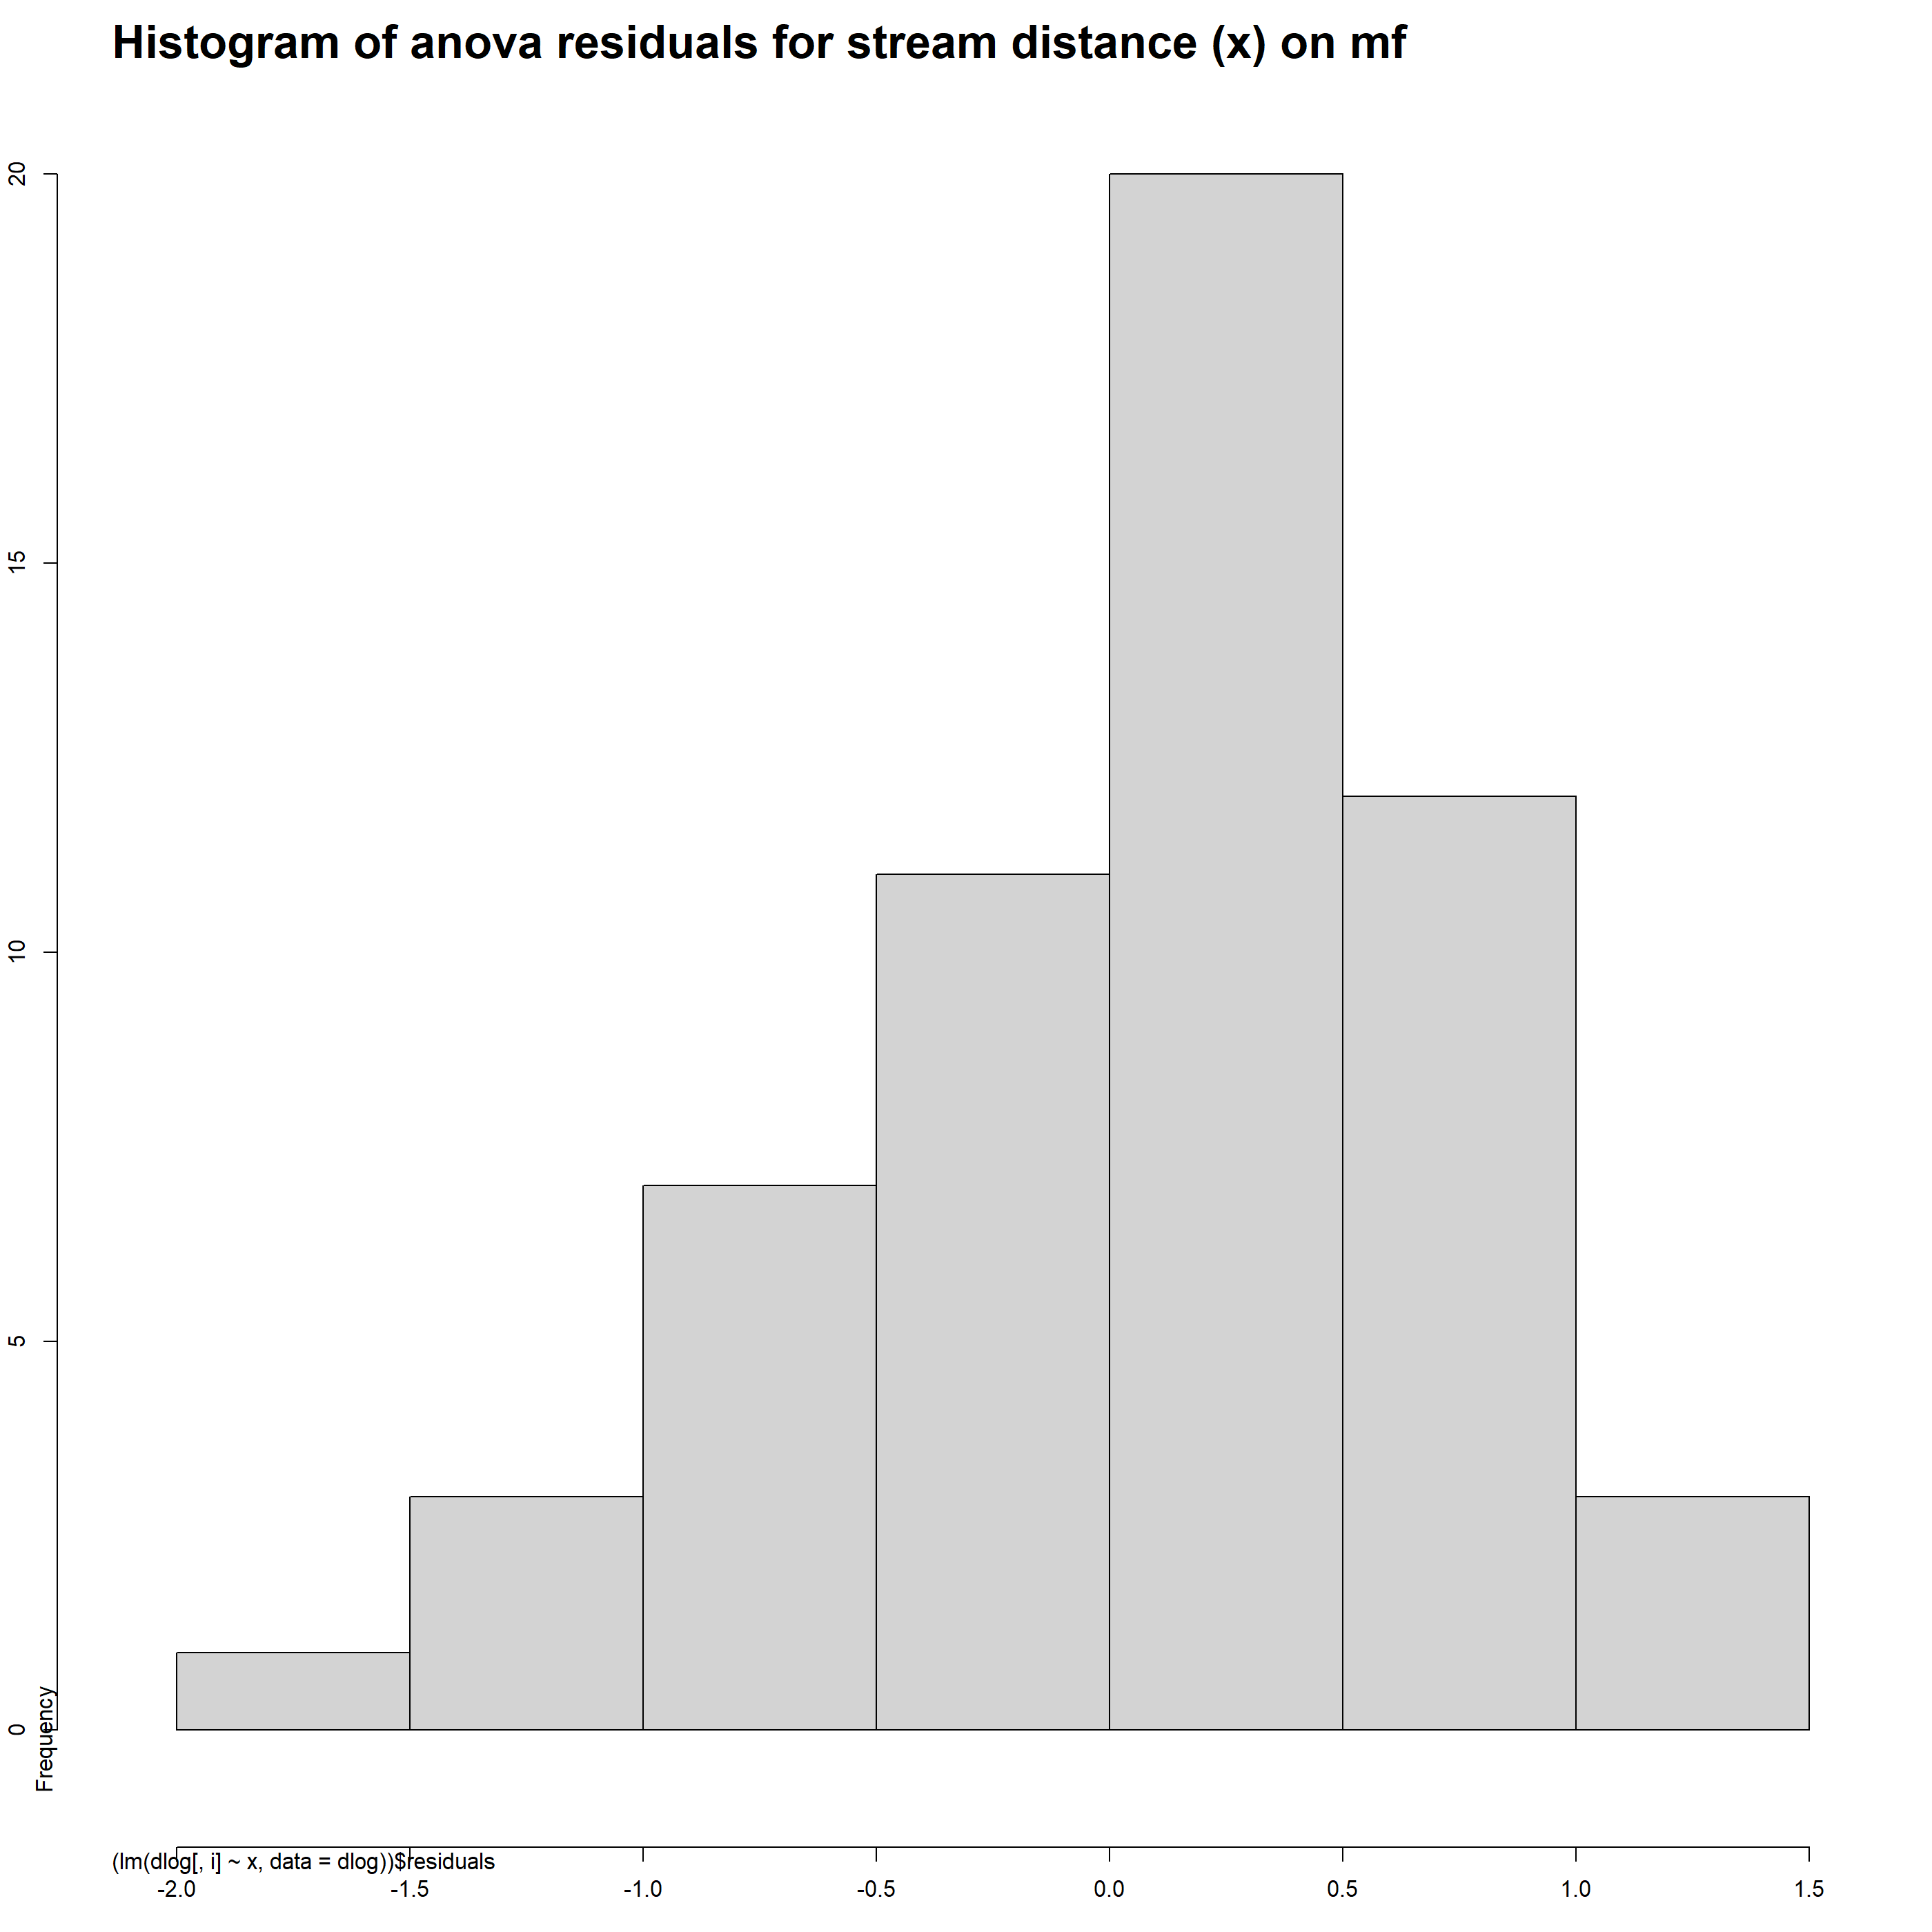 Histogram of anova residuals for stream distance (x) on mf
20
15
10
5
0
Frequency
(lm(dlog[, i] ~ x, data = dlog))$residuals
-2.0 -1.5 -1.0 -0.5 0.0 0.5 1.0 1.5